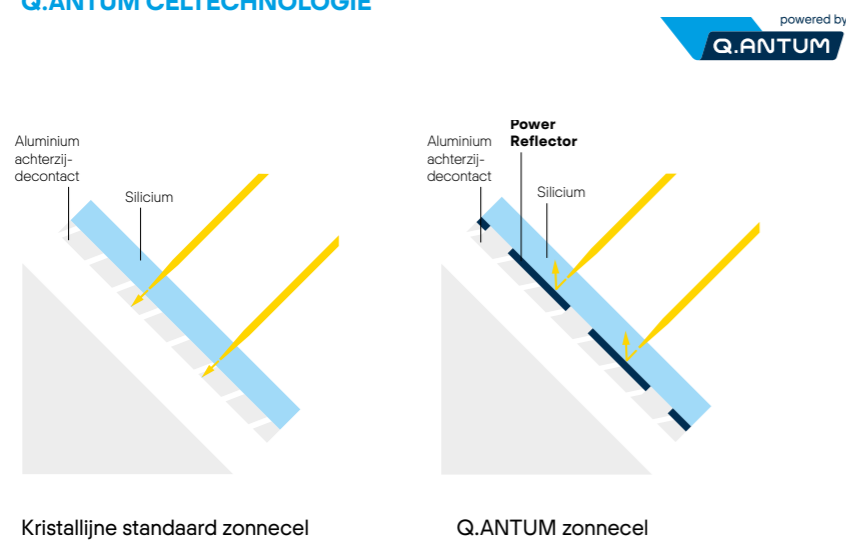 Q.ANTUM CELTECHNOLOGIE
powered by
Q.ANTUM
Aluminium
achterzij-
decontact
Silicium
Aluminium
achterzij-
decontact
Power
Reflector
Silicium
Kristallijne standaard zonnecel
Q.ANTUM zonnecel